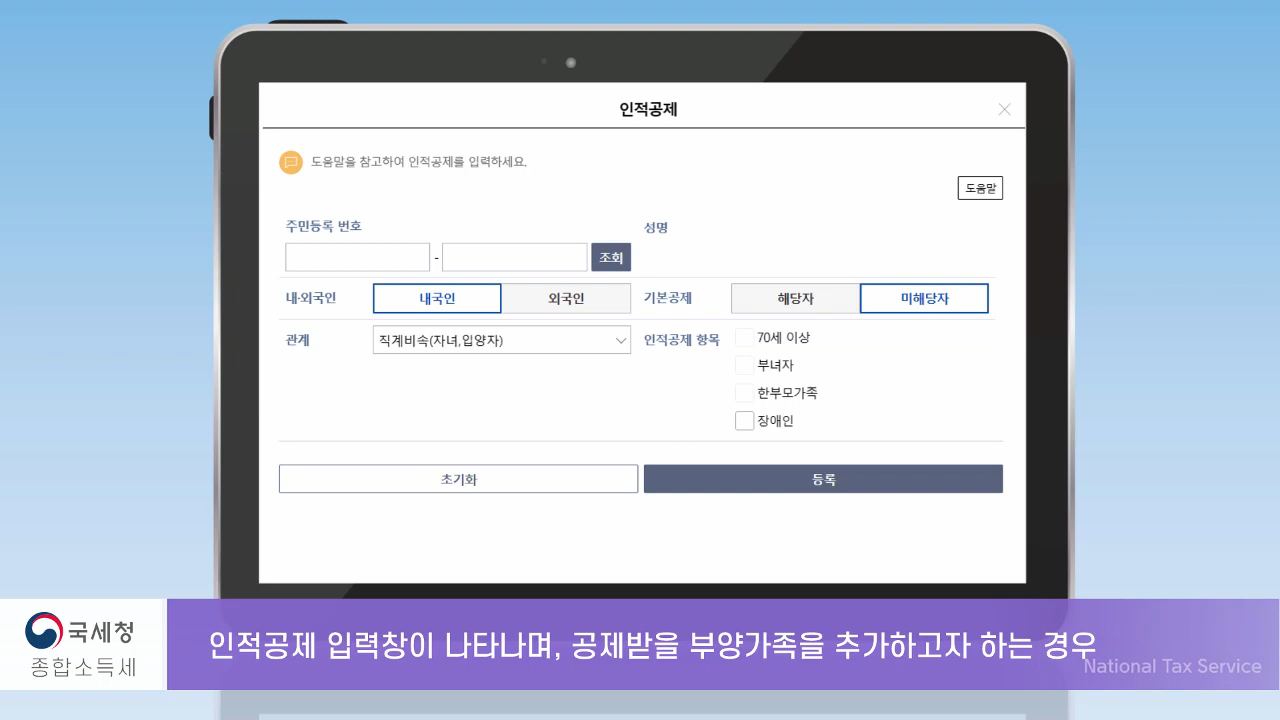 인적공제
도움말을 참고하여 인적공제를 입력하세요.
도움말
주민등록 번호
성명
- 조회
내·외국인 내국인 외국인 기본공제 해당자 미해당자
관계 직계비속(자녀,입양자) 인적공제 항목 70세 이상
부녀자
한부모가족
장애인
초기화 등록
국세청
종합소득세
인적공제 입력창이 나타나며, 공제받을 부양가족을 추가하고자 하는 경우
National Tax Service